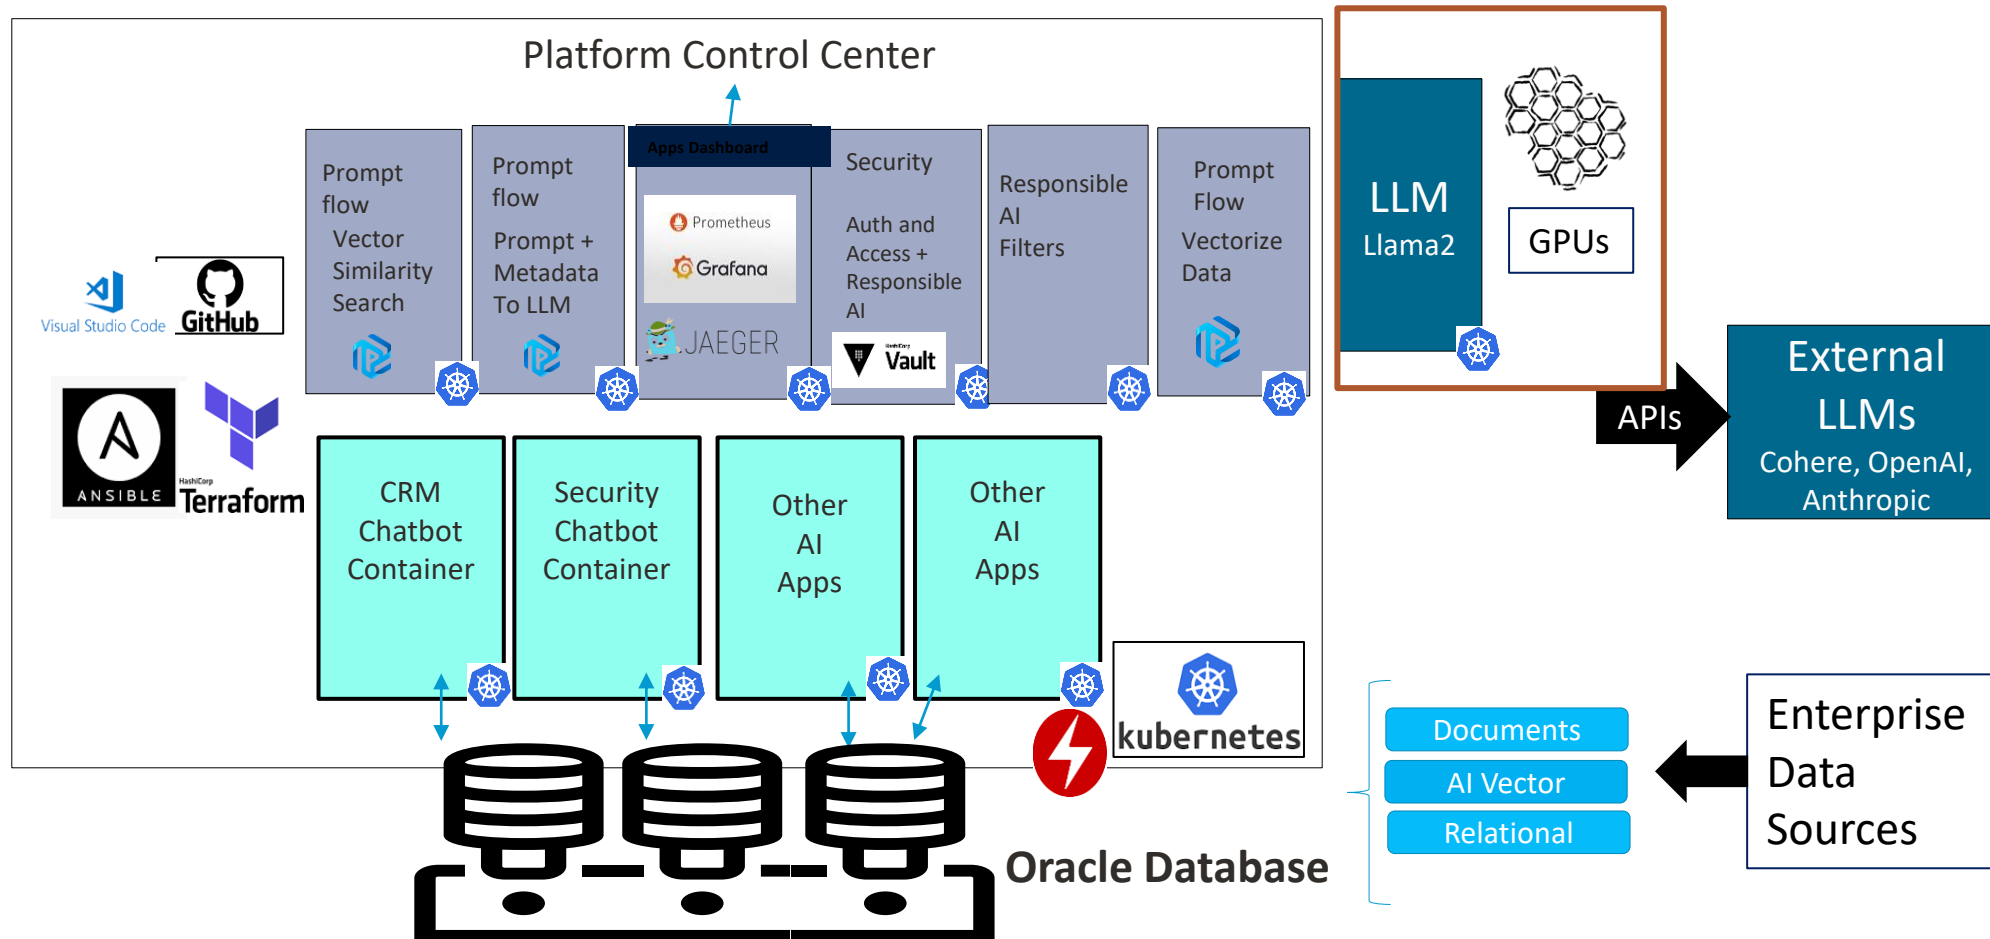 Platform Control Center
Prompt
flow
Vector
Similarity
Search
Prompt
flow
Prompt +
Metadata
To LLM
Apps Dashboard
Prometheus
Grafana
JAEGER
Security
Auth and
Access +
Responsible
AI
HashiCorp
Vault
Responsible
AI
Filters
Prompt
Flow
Vectorize
Data
LLM
Llama2
GPUs
Visual Studio Code
GitHub
ANSIBLE
HashiCorp
Terraform
APIs
External
LLMs
Cohere, OpenAI,
Anthropic
CRM
Chatbot
Container
Security
Chatbot
Container
Other
AI
Apps
Other
AI
Apps
kubernetes
Oracle Database
Documents
AI Vector
Relational
Enterprise
Data
Sources